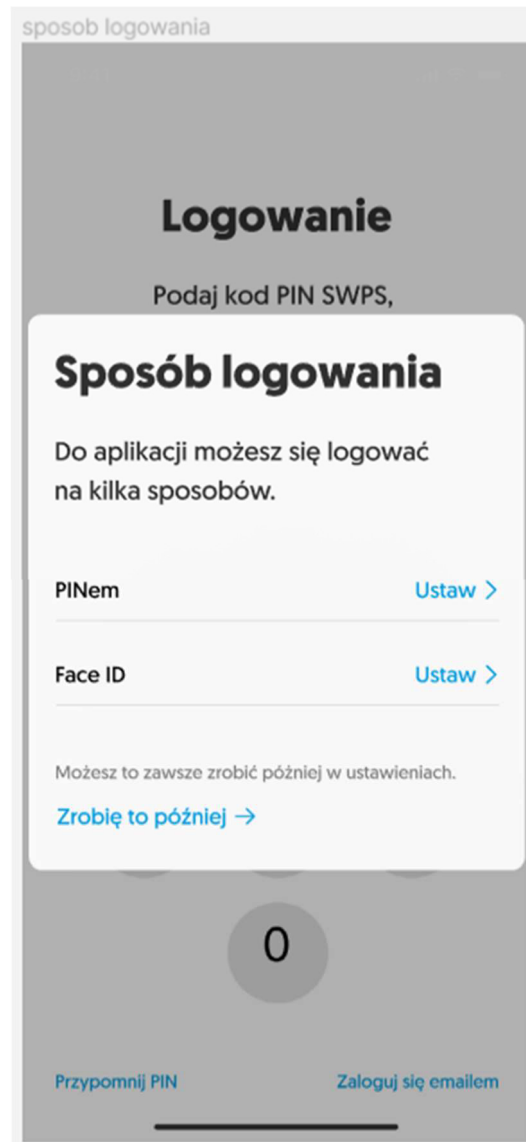 sposob logowania
Logowanie
Podaj kod PIN SWPS,
Sposób logowania
Do aplikacji możesz się logować
na kilka sposobów.
PINem Ustaw >
Face ID Ustaw >
Możesz to zawsze zrobić póżniej w ustawieniach.
Zrobię to później →
0
Przypomnij PIN Zaloguj się emailem